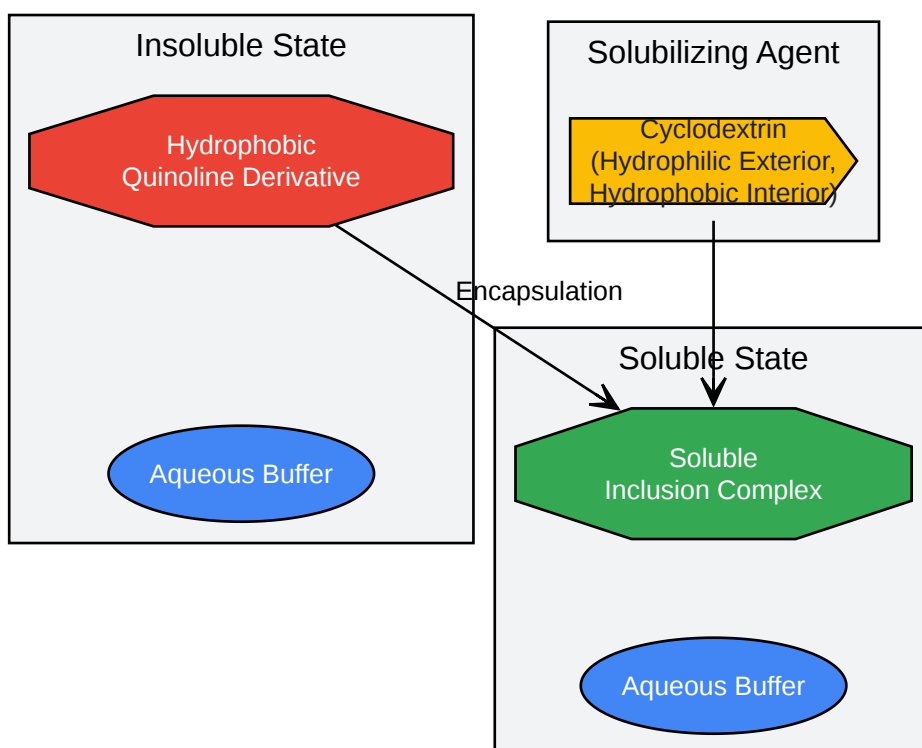 Insoluble State
Hydrophobic
Quinoline Derivative
Aqueous Buffer
Solubilizing Agent
Cyclodextrin
(Hydrophilic Exterior,
Hydrophobic Interior)
Encapsulation
Soluble State
Soluble
Inclusion Complex
Aqueous Buffer